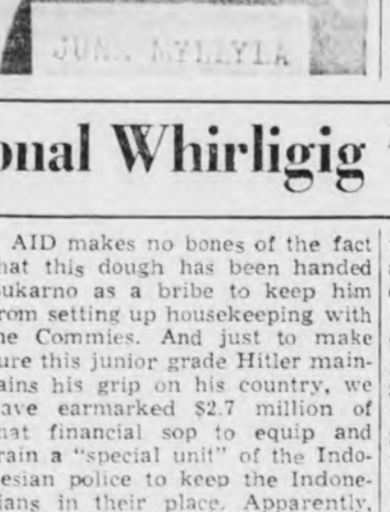 JUNE MYLLYLA
onal Whirligig
AID makes no bones of the fact
hat this dough has been handed
ukarno as a bribe to keep him
rom setting up housekeeping with
he Commies. And just to make
ure this junior grade Hitler main-
ains his grip on his country, we
ave earmarked $2.7 million of
hat financial sop to equip and
rain a "special unit" of the Indo-
esian police to keep the Indone-
ians in their place. Apparently,